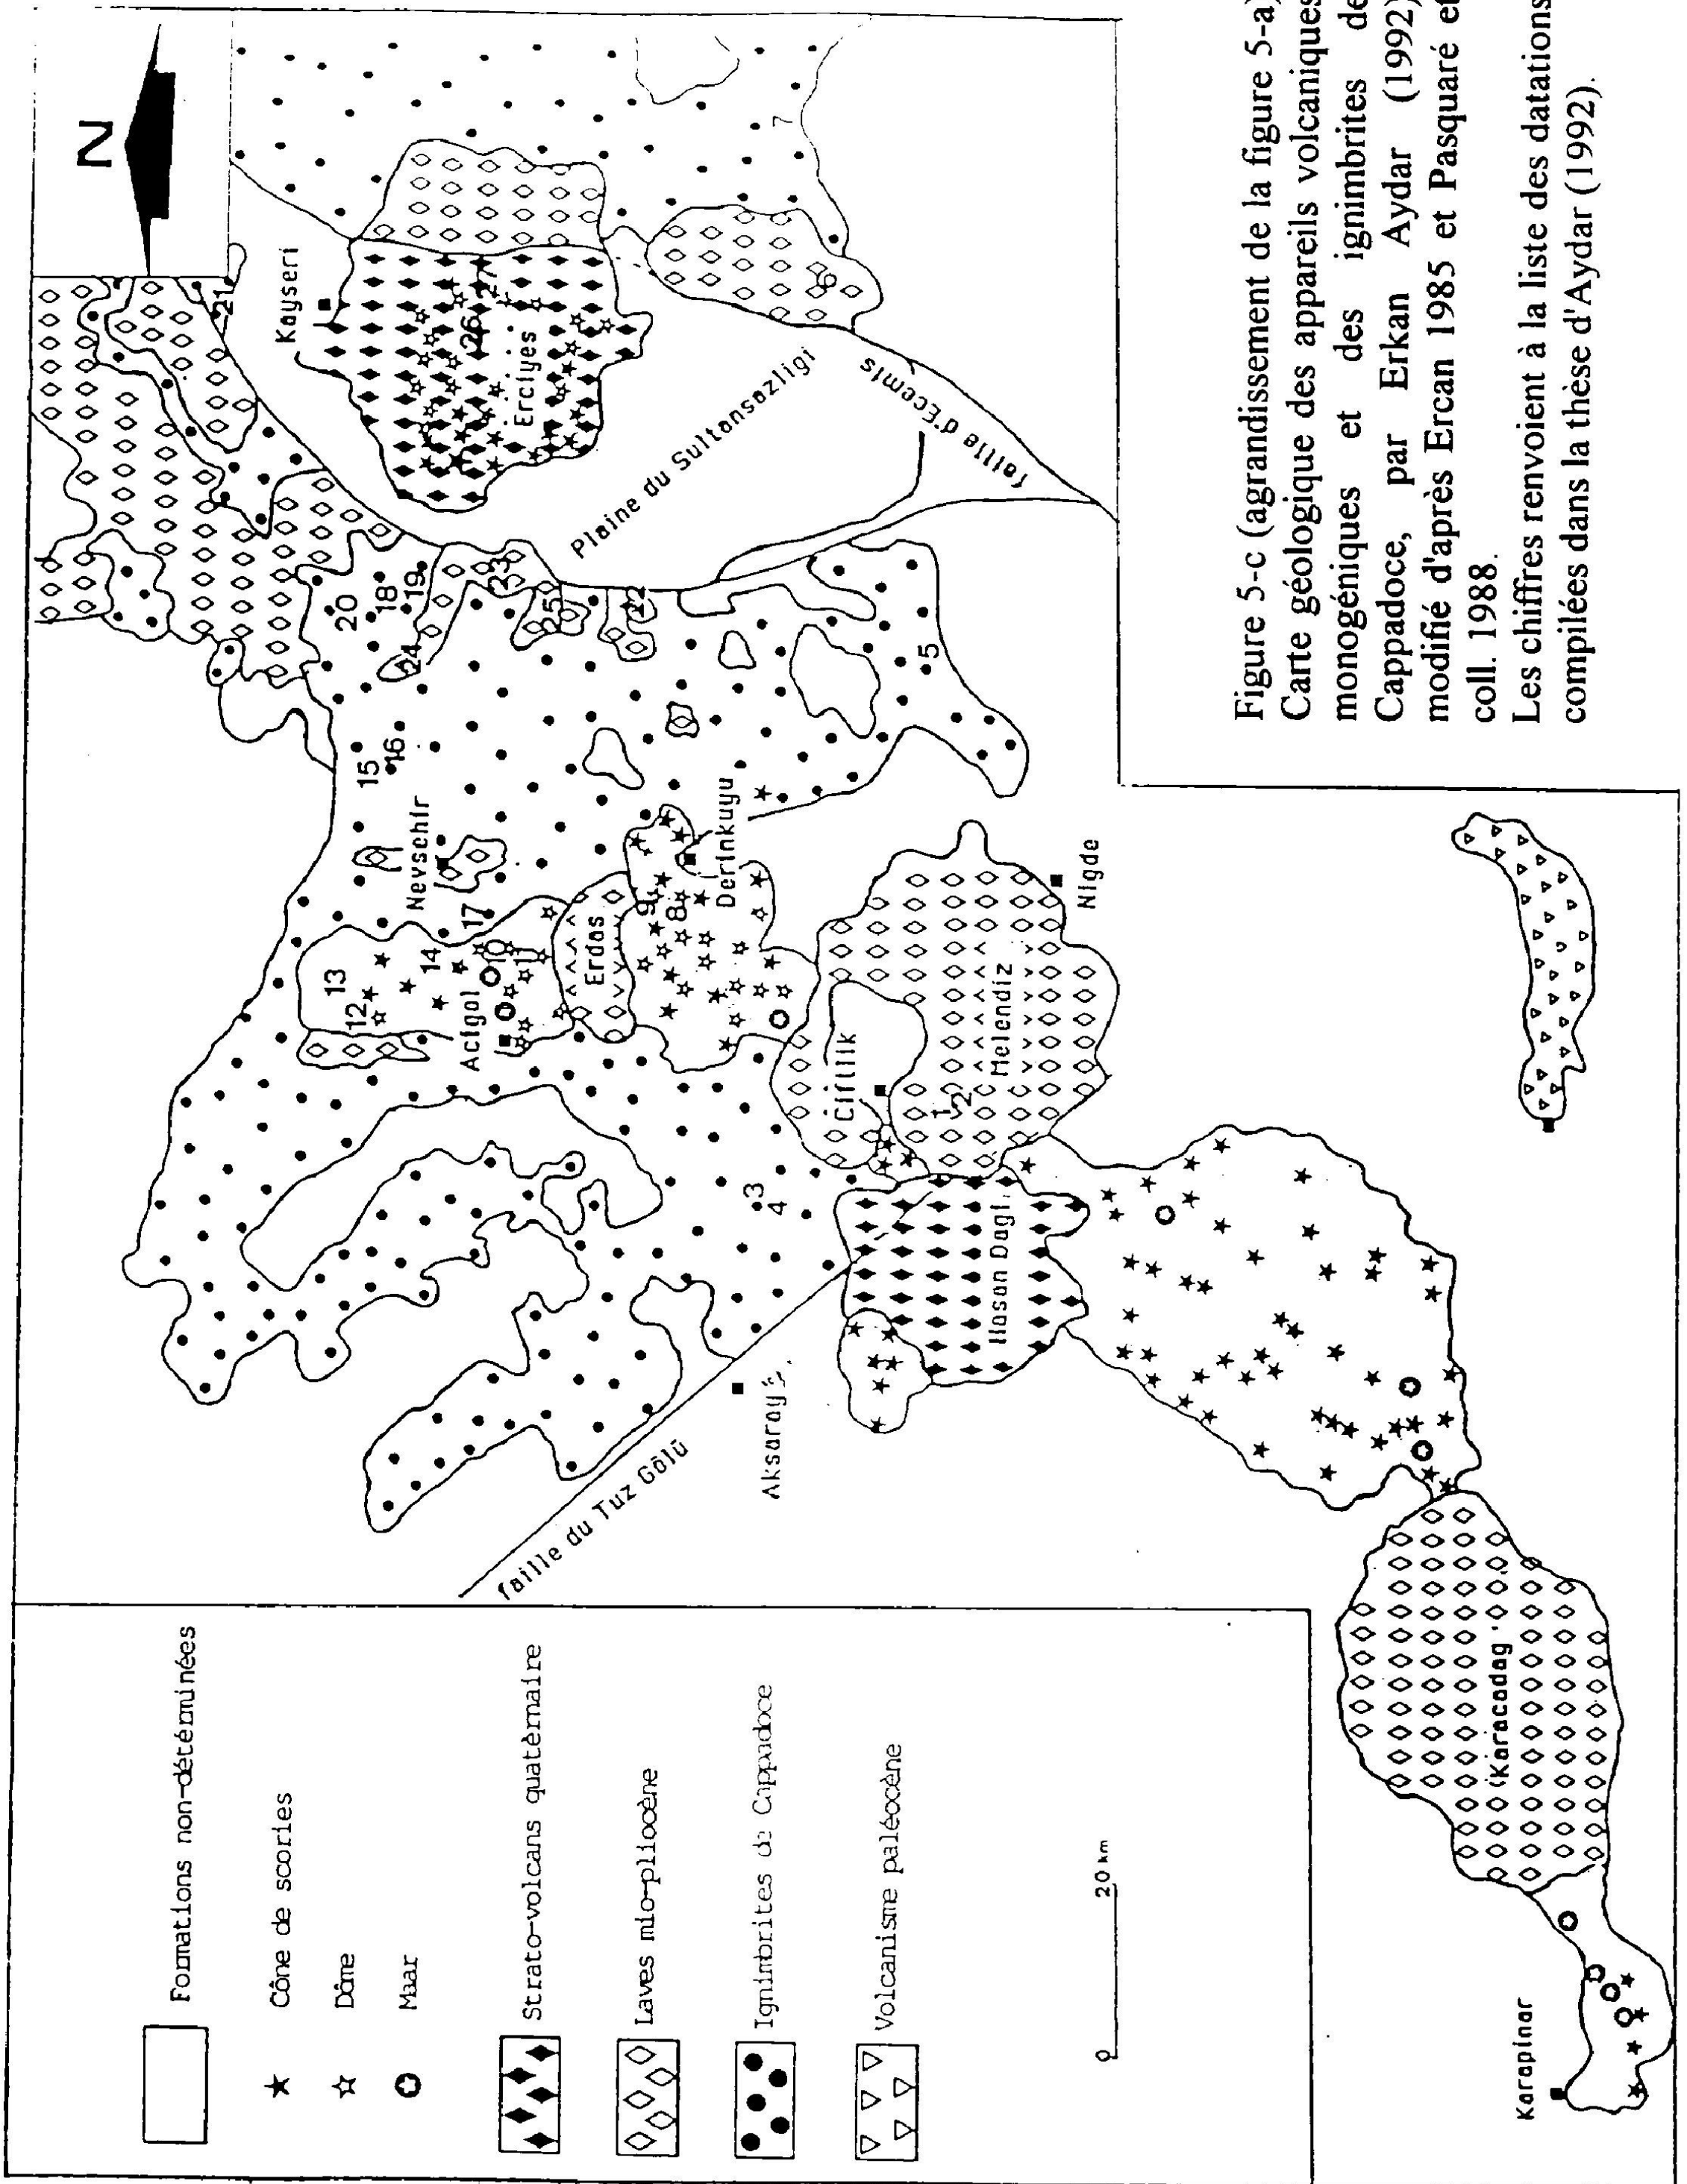 N
Kayseri
21
26
27
Erciyes
7
6
Plaine du Sultansazligi
faille d'Ecemis
20
18
19
24
23
25
22
5
15
16
Nevsehir
17
13
12
14
10
11
Acigol
Erdas
9
8
Derinkuyu
Ciftlik
1
2
Melendiz
Nigde
3
4
Hasan Dagi
Aksaray
faille du Tuz Gölü
Karacadag
Karapinar
Formations non-déterminées
Cône de scories
Dôme
Maar
Strato-volcans quatèrnaire
Laves mio-pliocène
Ignimbrites de Cappadoce
Volcanisme paléocène
0 20 km
Figure 5-c (agrandissement de la figure 5-a)
Carte géologique des appareils volcaniques
monogéniques et des ignimbrites de
Cappadoce, par Erkan Aydar (1992)
modifié d'après Ercan 1985 et Pasquaré et
coll. 1988.
Les chiffres renvoient à la liste des datations
compilées dans la thèse d'Aydar (1992).